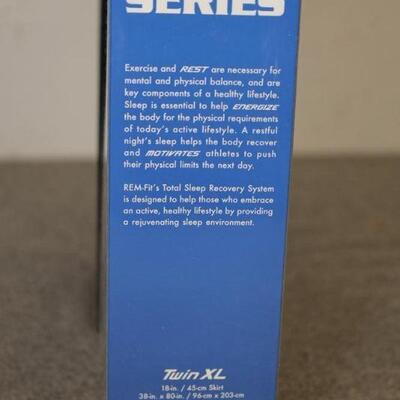 SERIES
Exercise and REST are necessary for
mental and physical balance, and are
key components of a healthy lifestyle.
Sleep is essential to help ENERGIZE
the body for the physical requirements
of today's active lifestyle. A restful
night's sleep helps the body recover
and MOTIVATES athletes to push
their physical limits the next day.
REM-Fit's Total Sleep Recovery System
is designed to help those who embrace
an active, healthy lifestyle by providing
a rejuvenating sleep environment.
Twin XL
18-in. / 45-cm Skirt
38-in. x 80-in. / 96-cm x 203-cm